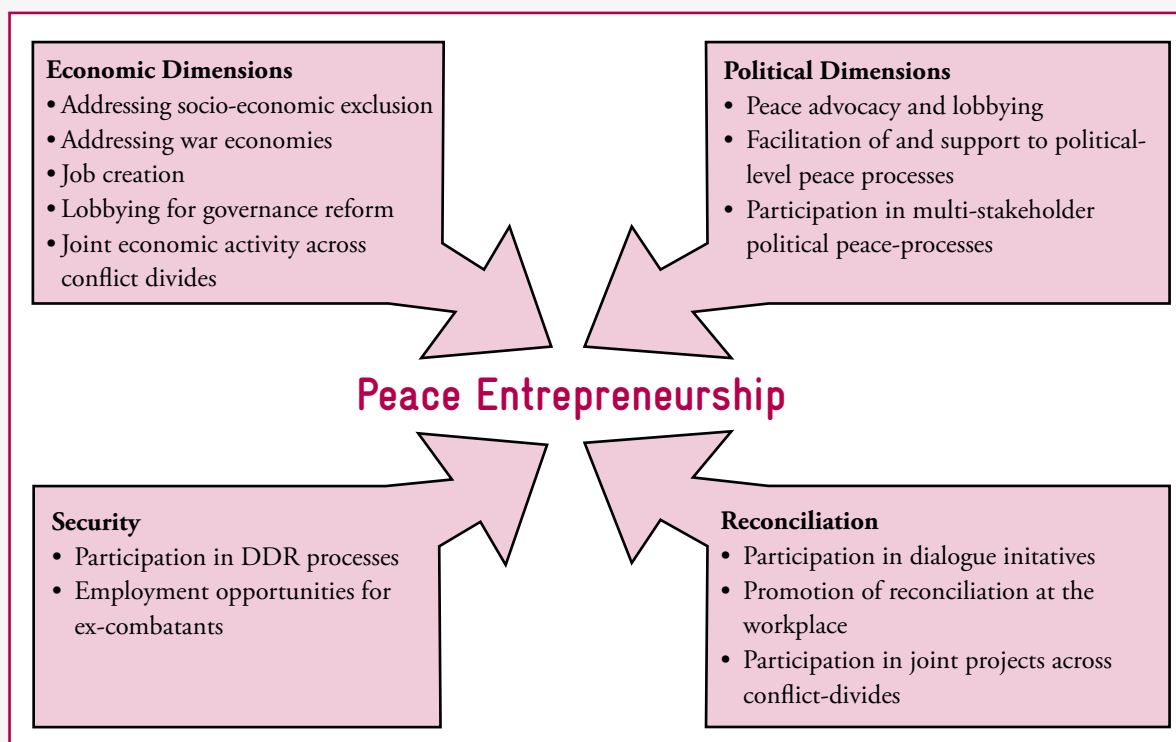 Economic Dimensions
• Addressing socio-economic exclusion
• Addressing war economies
• Job creation
• Lobbying for governance reform
• Joint economic activity across
conflict divides
Political Dimensions
• Peace advocacy and lobbying
• Facilitation of and support to political-
level peace processes
• Participation in multi-stakeholder
political peace-processes
Peace Entrepreneurship
Security
• Participation in DDR processes
• Employment opportunities for
ex-combatants
Reconciliation
• Participation in dialogue initatives
• Promotion of reconciliation at the
workplace
• Participation in joint projects across
conflict-divides